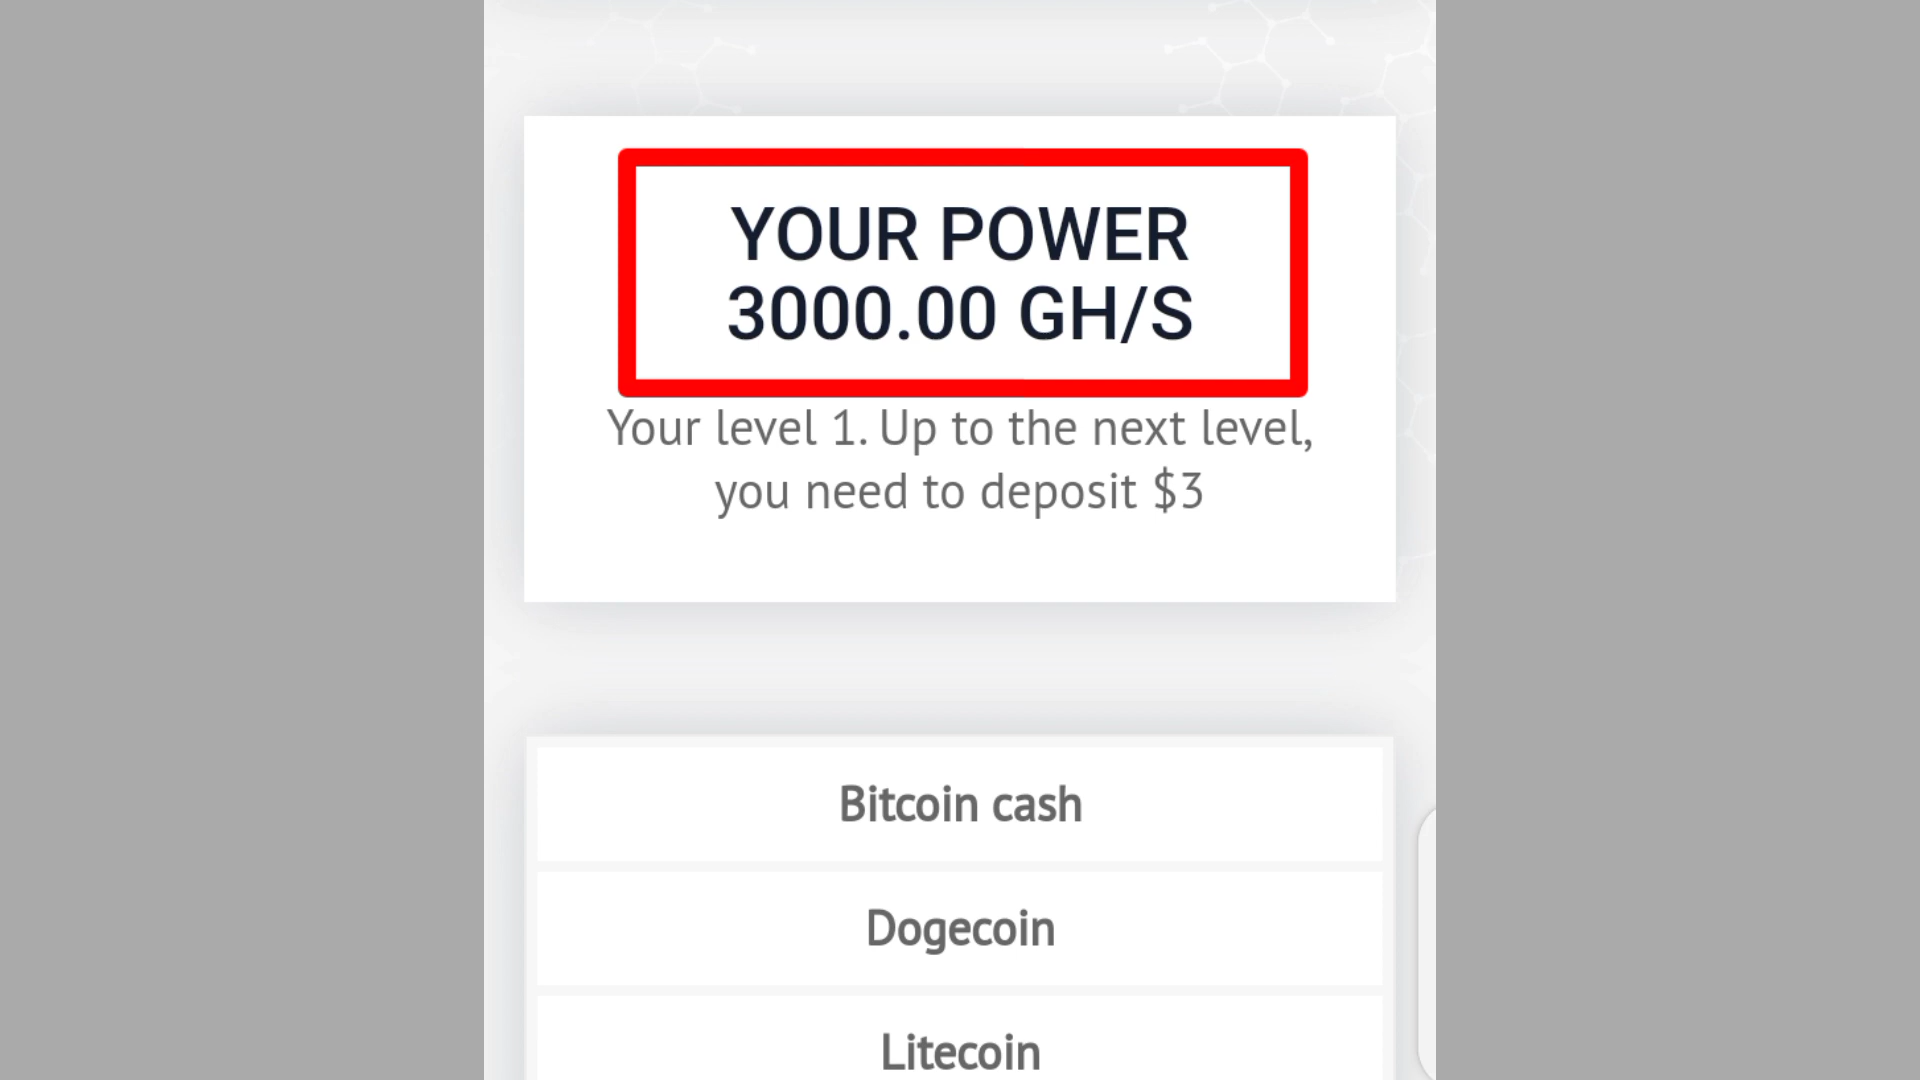 YOUR POWER
3000.00 GH/S
Your level 1. Up to the next level,
you need to deposit $3
Bitcoin cash
Dogecoin
Litecoin